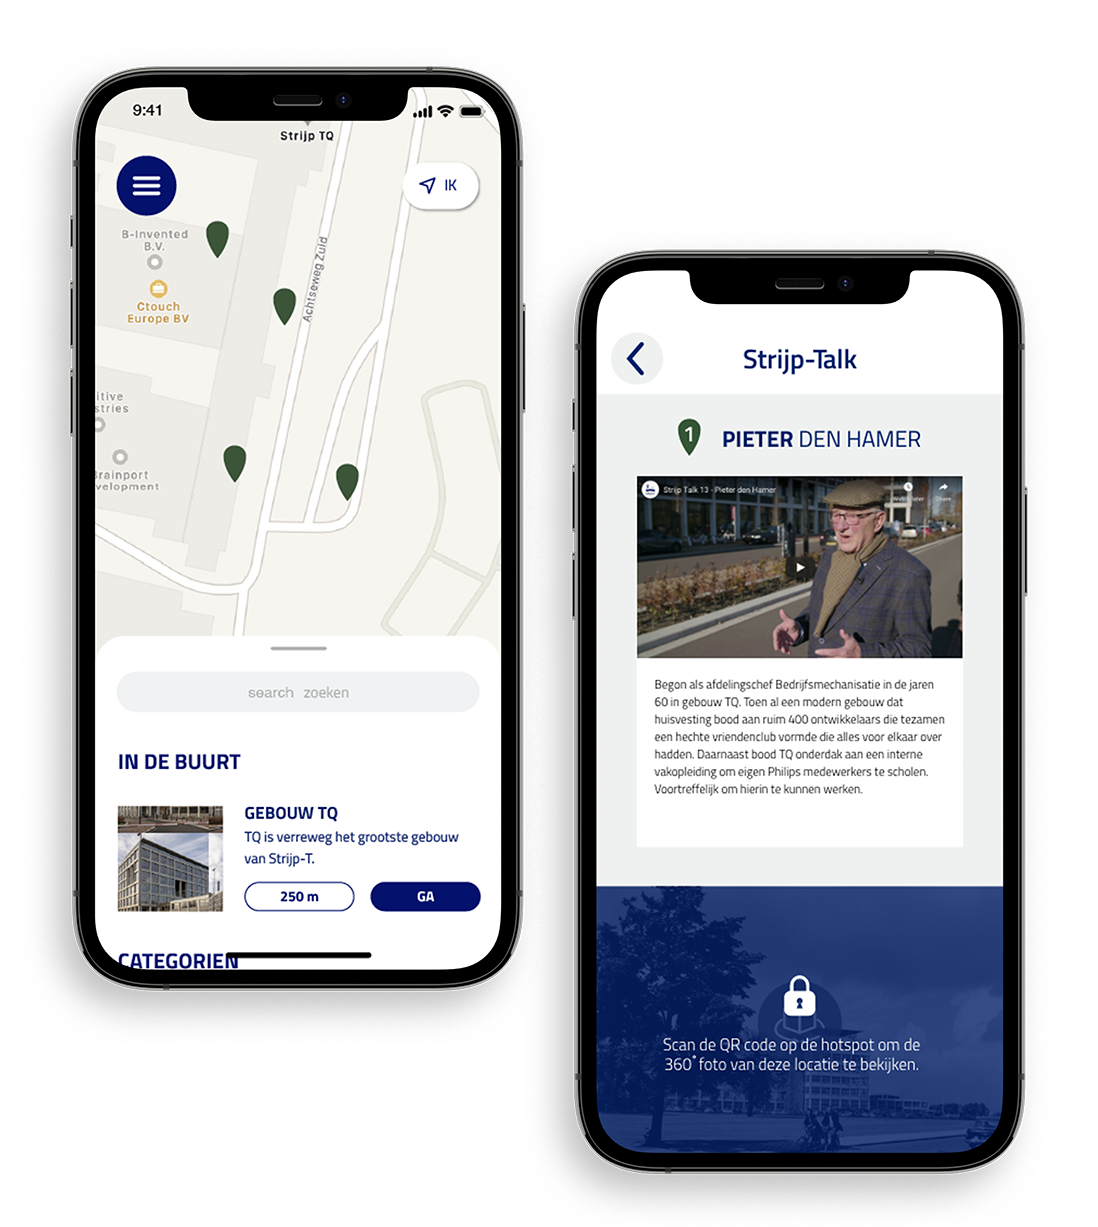 9:41
Strijp TQ
IK
B-Invented
B.V.
Ctouch
Europe BV
Achtseweg Zuid
itive
stries
Brainport
velopment
search zoeken
IN DE BUURT
GEBOUW TQ
TQ is verreweg het grootste gebouw
van Strijp-T.
250 m
GA
CATEGORIEN
Strijp-Talk
1
PIETER DEN HAMER
Strijp Talk 13 - Pieter den Hamer
Share
Begon als afdelingschef Bedrijfsmechanisatie in de jaren
60 in gebouw TQ. Toen al een modern gebouw dat
huisvesting bood aan ruim 400 ontwikkelaars die tezamen
een hechte vriendenclub vormde die alles voor elkaar over
hadden. Daarnaast bood TQ onderdak aan een interne
vakopleiding om eigen Philips medewerkers te scholen.
Voortreffelijk om hierin te kunnen werken.
Scan de QR code op de hotspot om de
360° foto van deze locatie te bekijken.